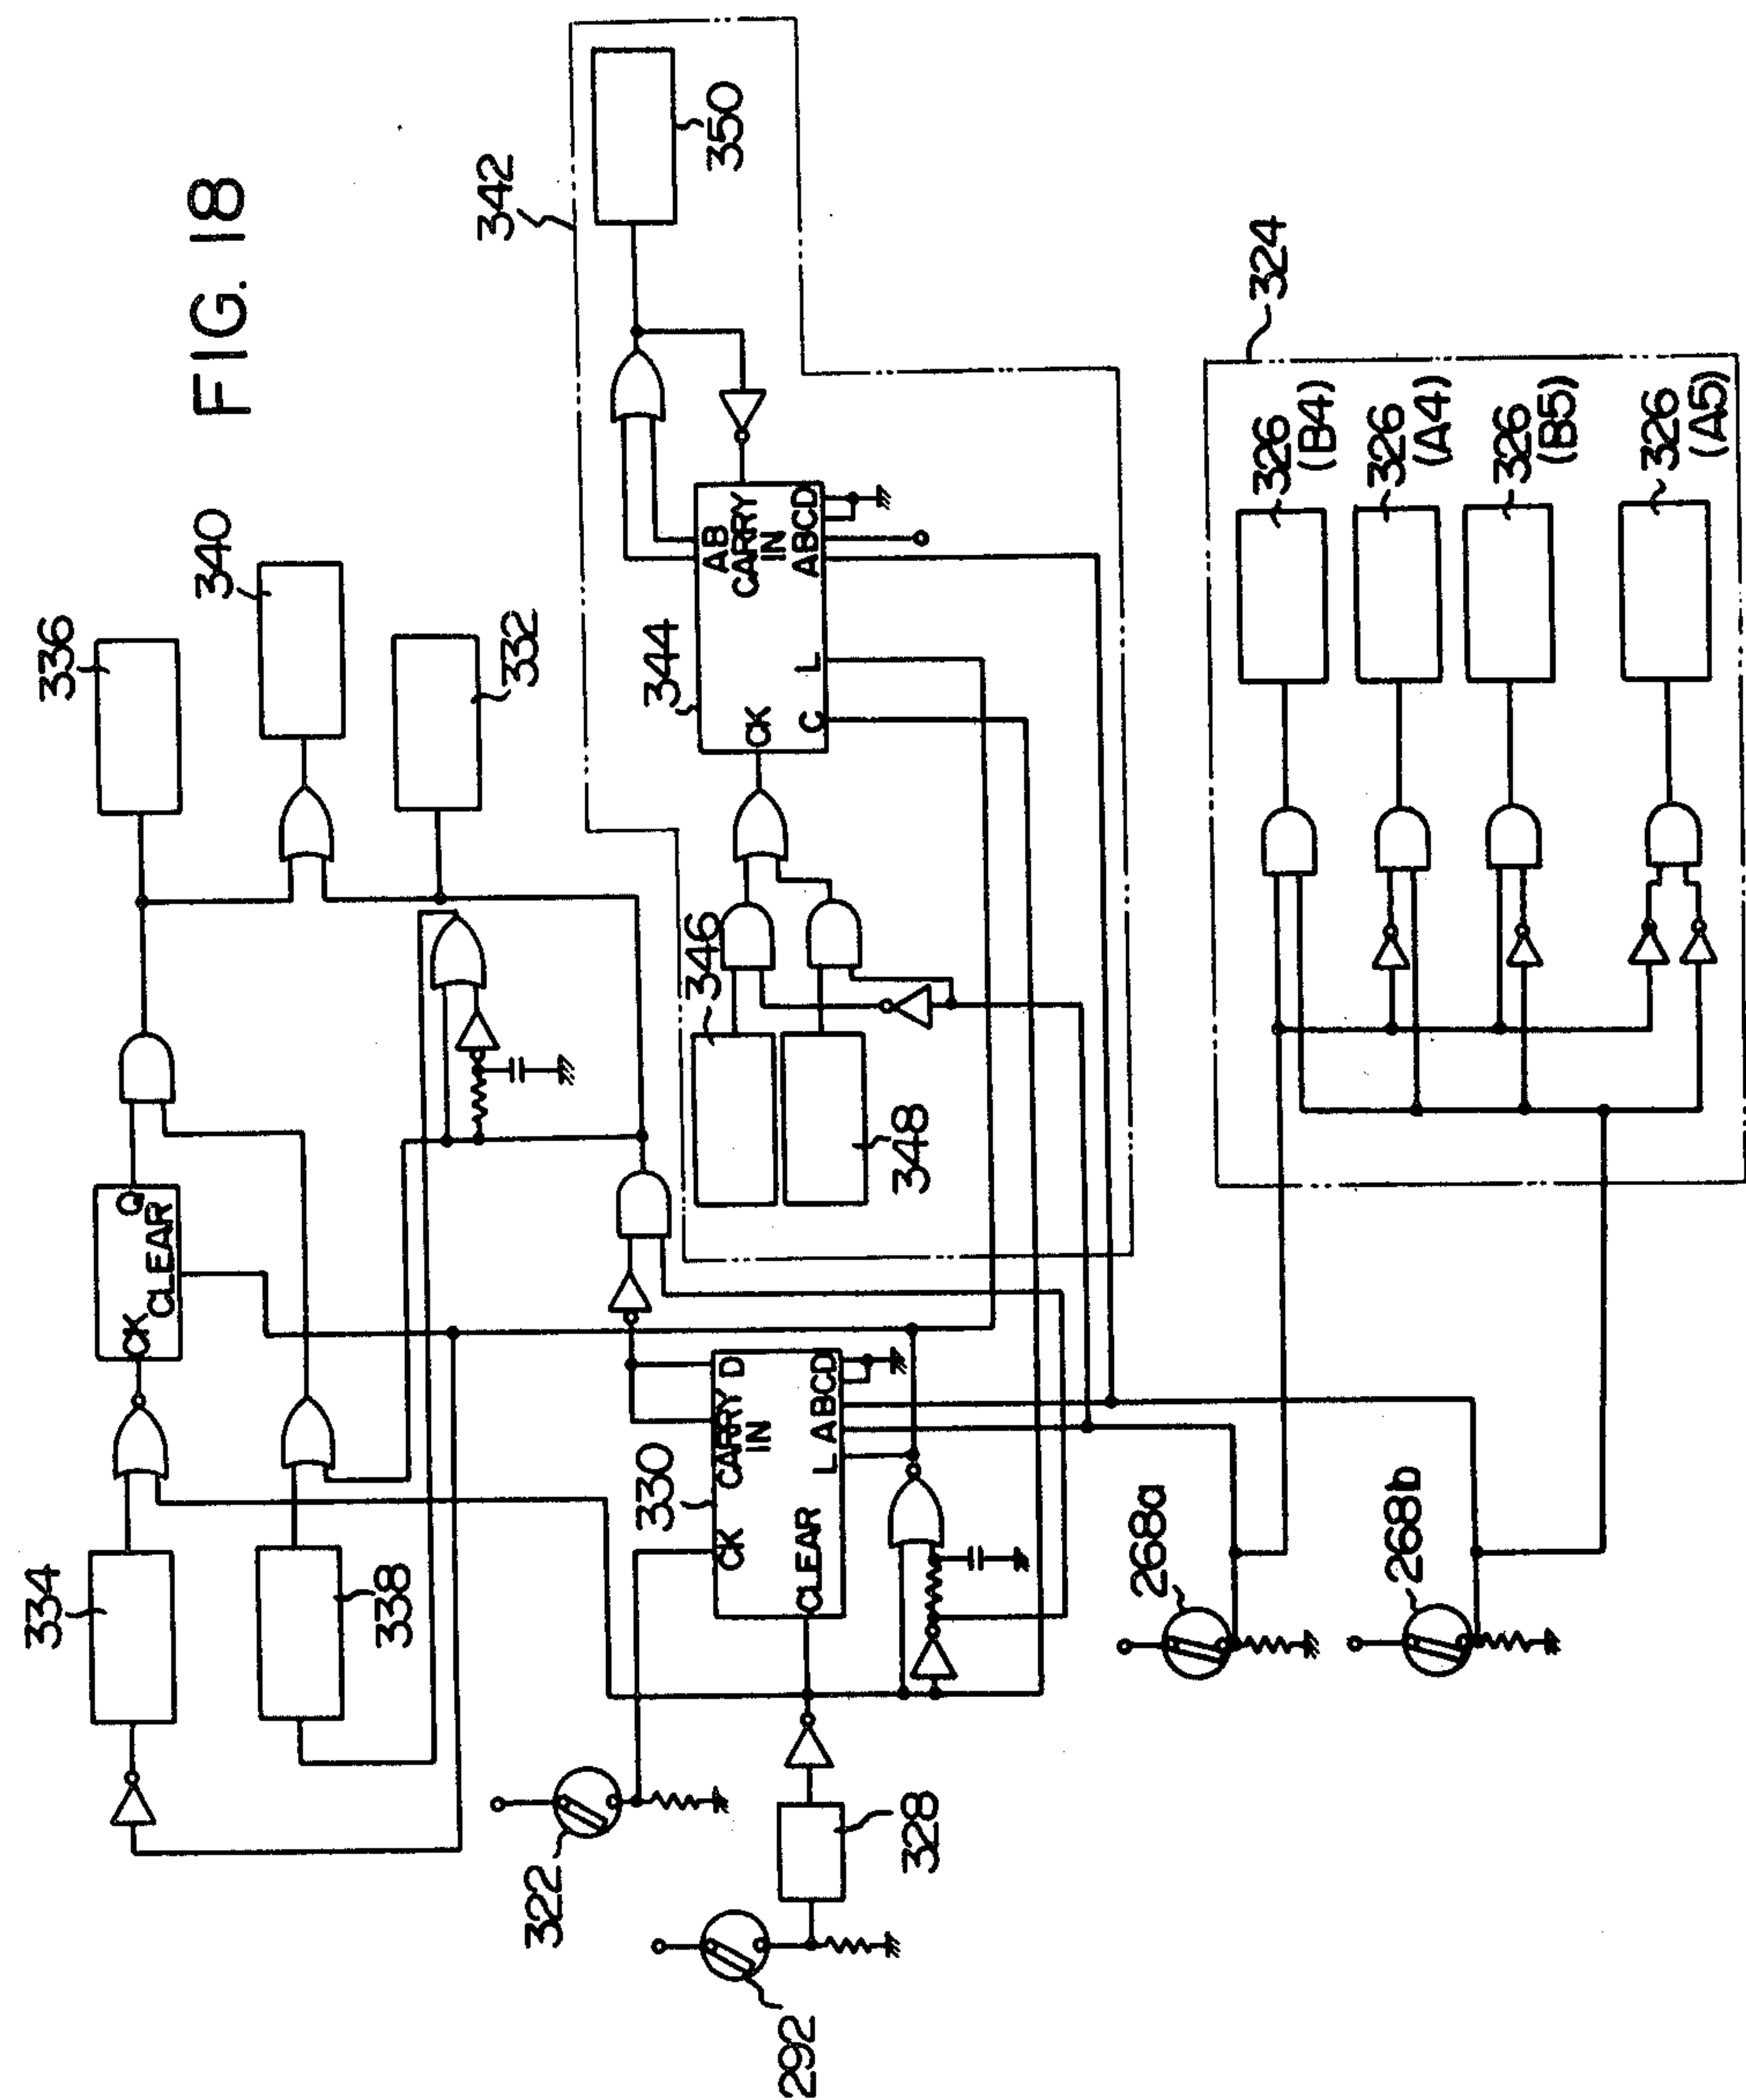 FIG. 18
336
340
332
334
338
Q
CLEAR
CK
342
350
344
AB
CARRY
IN
ABCD
CK
C
L
346
348
330
CK
CARRY
IN
D
CLEAR
L
A
BCD
322
328
292
268a
268b
324
326
(B4)
326
(A4)
326
(B5)
326
(A5)